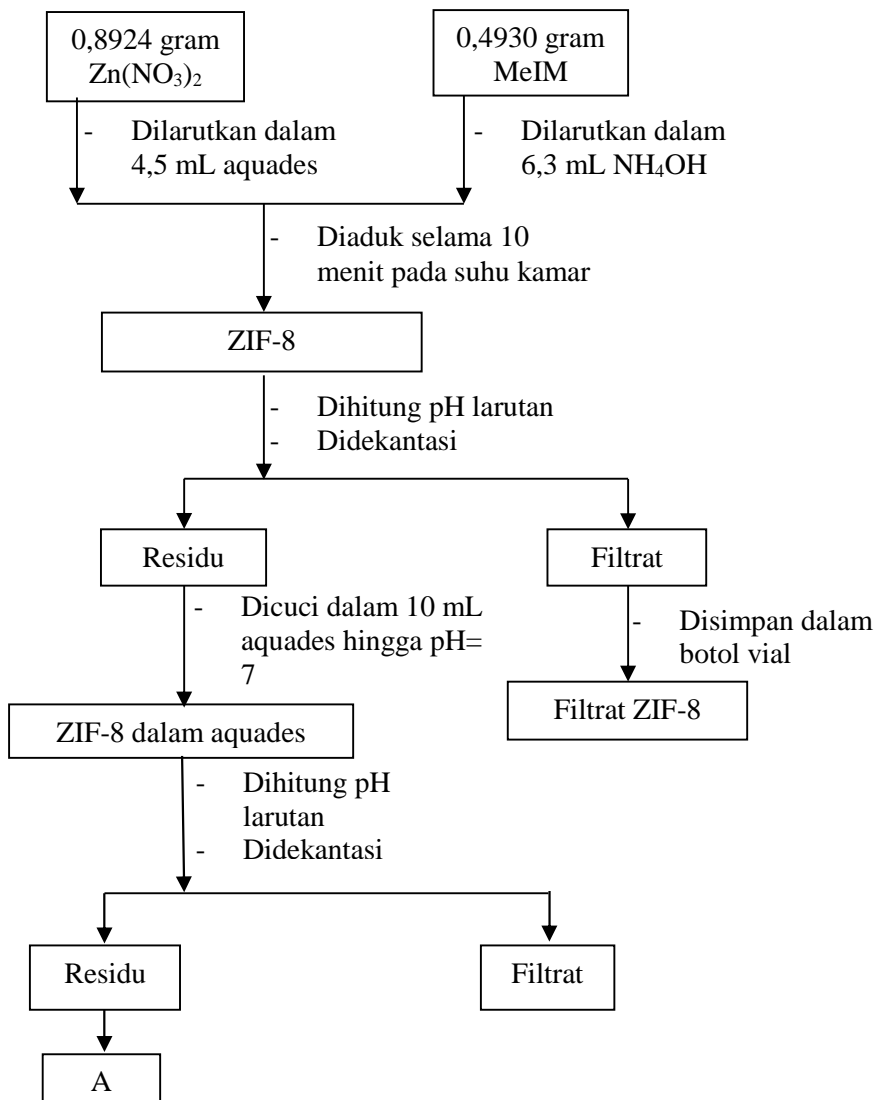 0,8924 gram
Zn(NO₃)₂
0,4930 gram
MeIM
- Dilarutkan dalam
4,5 mL aquades
- Dilarutkan dalam
6,3 mL NH₄OH
- Diaduk selama 10
menit pada suhu kamar
ZIF-8
- Dihitung pH larutan
- Didekantasi
Residu
Filtrat
- Dicuci dalam 10 mL
aquades hingga pH=
7
- Disimpan dalam
botol vial
Filtrat ZIF-8
ZIF-8 dalam aquades
- Dihitung pH
larutan
- Didekantasi
Residu
Filtrat
A